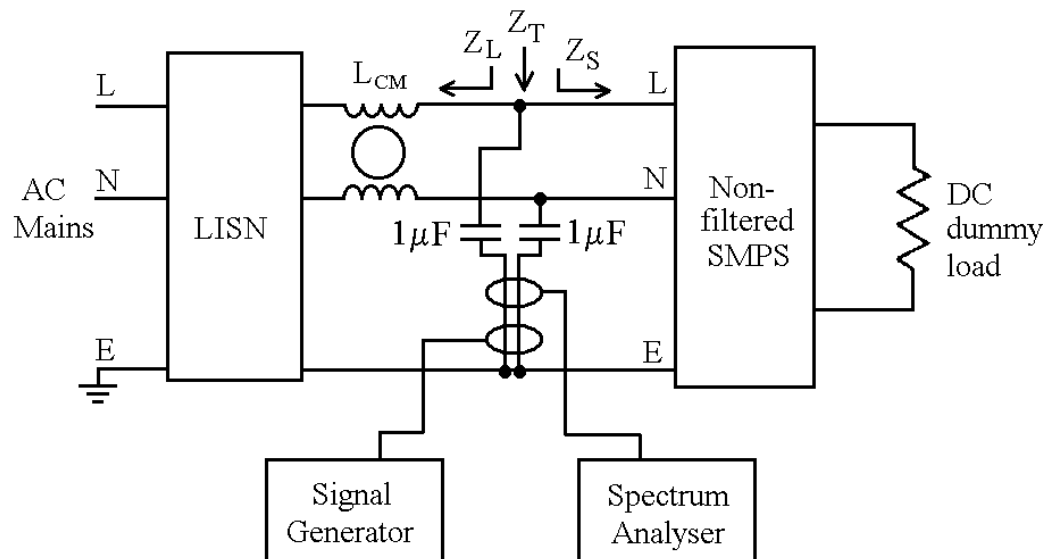 Z_T
Z_L
Z_S
L_CM
L
L
N
N
AC
Mains
LISN
1μF
1μF
Non-
filtered
SMPS
DC
dummy
load
E
E
Signal
Generator
Spectrum
Analyser